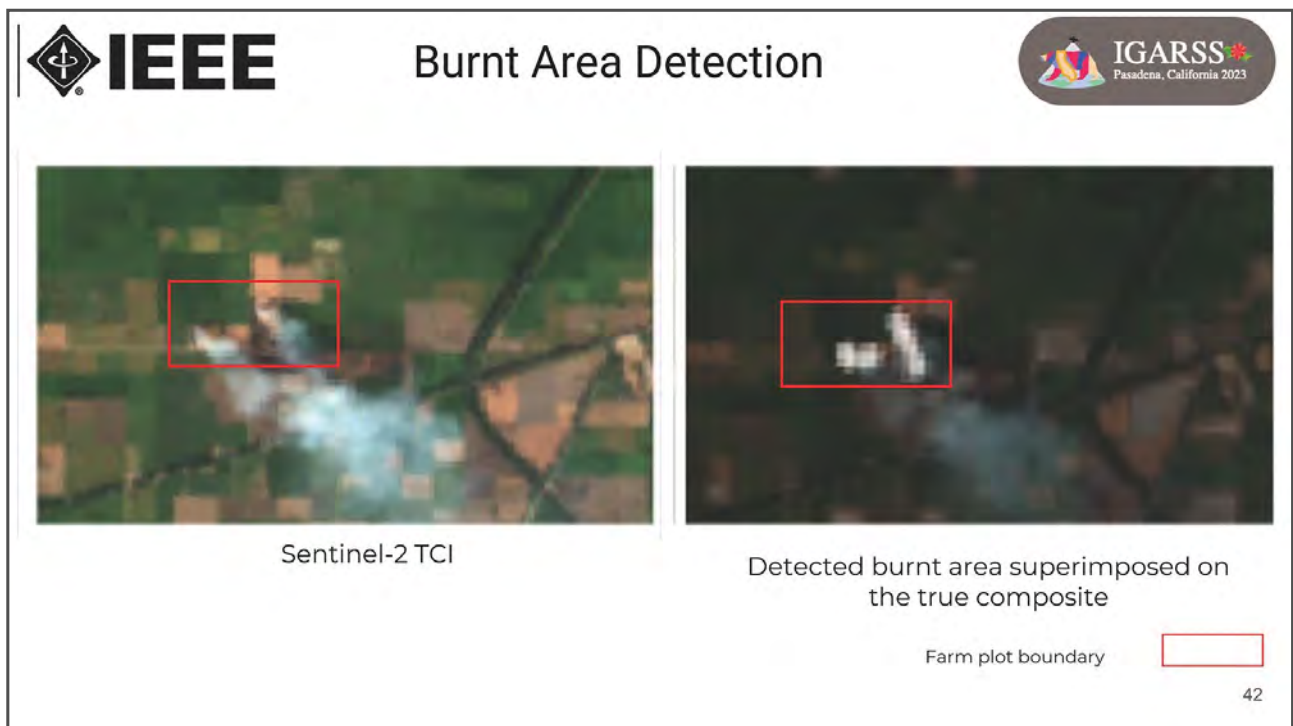 IEEE
Burnt Area Detection
IGARSS
Pasadena, California 2023
Sentinel-2 TCI
Detected burnt area superimposed on
the true composite
Farm plot boundary
42